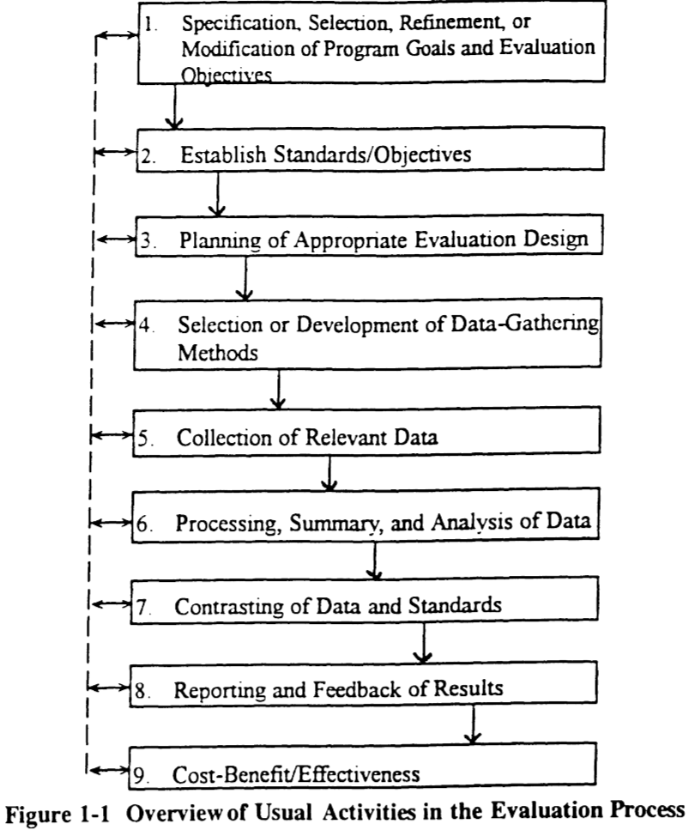 1. Specification, Selection, Refinement, or
Modification of Program Goals and Evaluation
Objectives
2. Establish Standards/Objectives
3. Planning of Appropriate Evaluation Design
4. Selection or Development of Data-Gathering
Methods
5. Collection of Relevant Data
6. Processing, Summary, and Analysis of Data
7. Contrasting of Data and Standards
8. Reporting and Feedback of Results
9. Cost-Benefit/Effectiveness
Figure 1-1 Overview of Usual Activities in the Evaluation Process